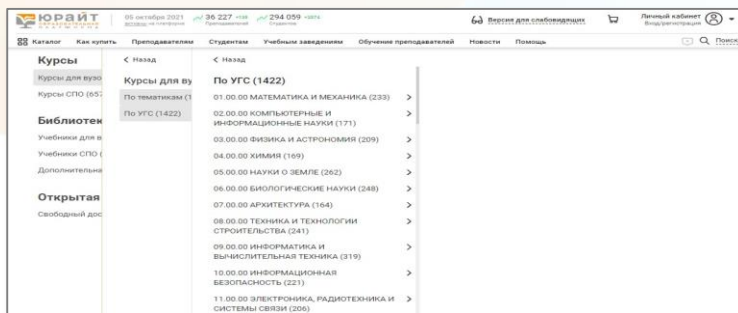 юрайт
ОБРАЗОВАТЕЛЬНАЯ
ПЛАТФОРМА
05 октября 2021
36 227
Преподавателей
294 059
Студентов
Версия для слабовидящих
Личный кабинет
Вход/регистрация
Каталог Как купить Преподавателям Студентам Учебным заведениям Обучение преподавателей Новости Помощь
Поиск
Курсы
Курсы для вузо
Курсы СПО (657
Библиотек
Учебники для в
Учебники СПО (
Дополнительна
Открытая
Свободный дос
Назад
Курсы для ву
По тематикам (1
По УГС (1422)
Назад
По УГС (1422)
01.00.00 МАТЕМАТИКА И МЕХАНИКА (233)
02.00.00 КОМПЬЮТЕРНЫЕ И
ИНФОРМАЦИОННЫЕ НАУКИ (171)
03.00.00 ФИЗИКА И АСТРОНОМИЯ (209)
04.00.00 ХИМИЯ (169)
05.00.00 НАУКИ О ЗЕМЛЕ (262)
06.00.00 БИОЛОГИЧЕСКИЕ НАУКИ (248)
07.00.00 АРХИТЕКТУРА (164)
08.00.00 ТЕХНИКА И ТЕХНОЛОГИИ
СТРОИТЕЛЬСТВА (241)
09.00.00 ИНФОРМАТИКА И
ВЫЧИСЛИТЕЛЬНАЯ ТЕХНИКА (319)
10.00.00 ИНФОРМАЦИОННАЯ
БЕЗОПАСНОСТЬ (221)
11.00.00 ЭЛЕКТРОНИКА, РАДИОТЕХНИКА И
СИСТЕМЫ СВЯЗИ (206)